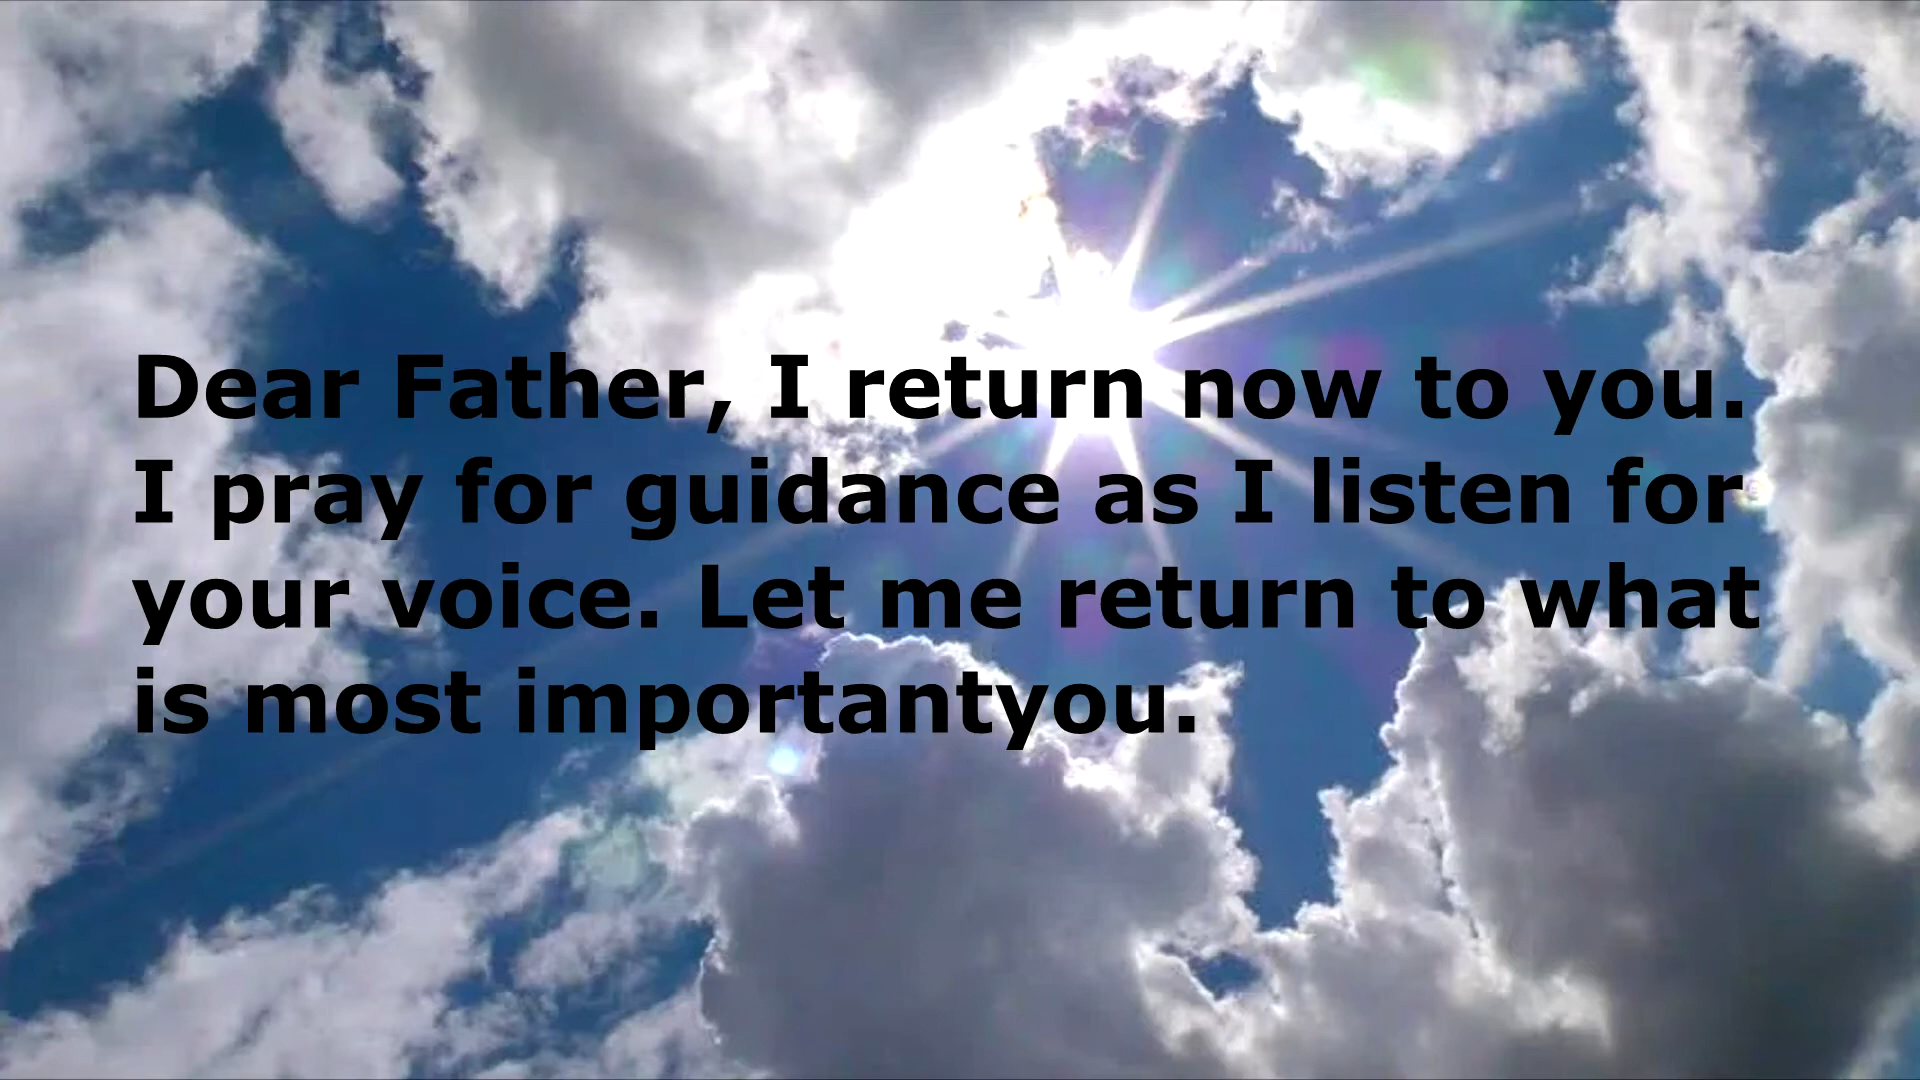 Dear Father, I return now to you.
I pray for guidance as I listen for
your voice. Let me return to what
is most importantyou.